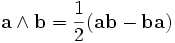 a ∧ b = 1/2 (ab − ba)